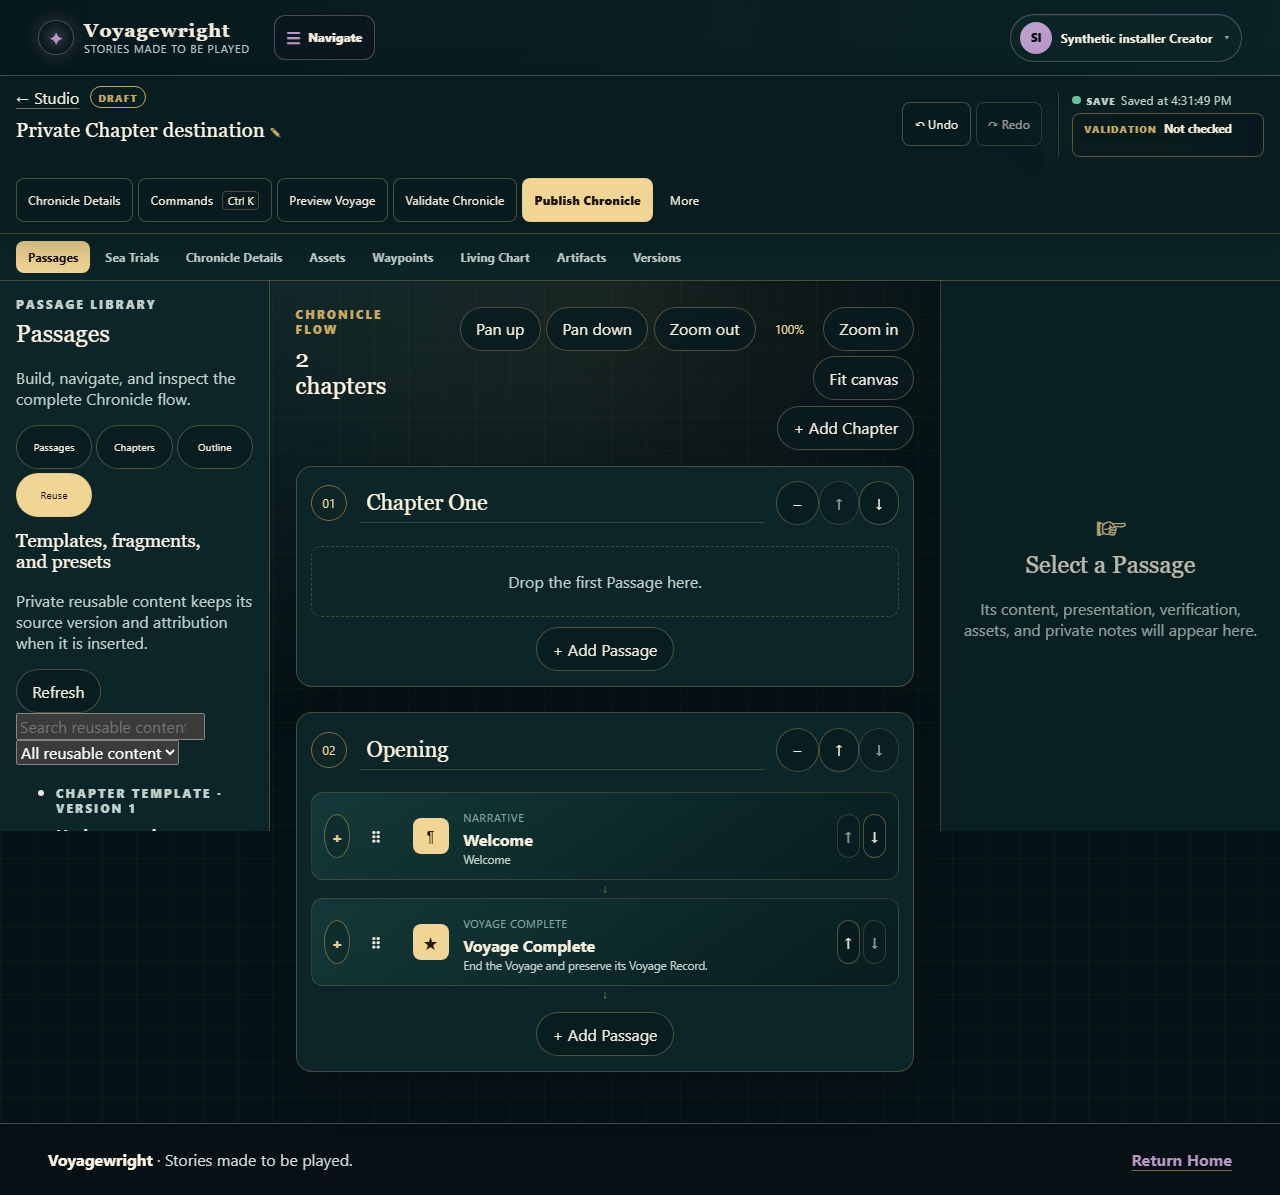 Voyagewright
STORIES MADE TO BE PLAYED
Navigate
SI Synthetic installer Creator
← Studio DRAFT
Private Chapter destination
Undo
Redo
SAVE Saved at 4:31:49 PM
VALIDATION Not checked
Chronicle Details
Commands Ctrl K
Preview Voyage
Validate Chronicle
Publish Chronicle
More
Passages
Sea Trials
Chronicle Details
Assets
Waypoints
Living Chart
Artifacts
Versions
PASSAGE LIBRARY
Passages
Build, navigate, and inspect the
complete Chronicle flow.
Passages
Chapters
Outline
Reuse
Templates, fragments,
and presets
Private reusable content keeps its
source version and attribution
when it is inserted.
Refresh
Search reusable content
All reusable content
CHAPTER TEMPLATE ·
VERSION 1
CHRONICLE
FLOW
2
chapters
Pan up
Pan down
Zoom out
100%
Zoom in
Fit canvas
+ Add Chapter
01
Chapter One
− ↑ ↓
Drop the first Passage here.
+ Add Passage
02
Opening
− ↑ ↓
+ ¶
NARRATIVE
Welcome
Welcome
↑ ↓
↓
+ ★
VOYAGE COMPLETE
Voyage Complete
End the Voyage and preserve its Voyage Record.
↑ ↓
↓
+ Add Passage
Select a Passage
Its content, presentation, verification,
assets, and private notes will appear here.
Voyagewright · Stories made to be played.
Return Home